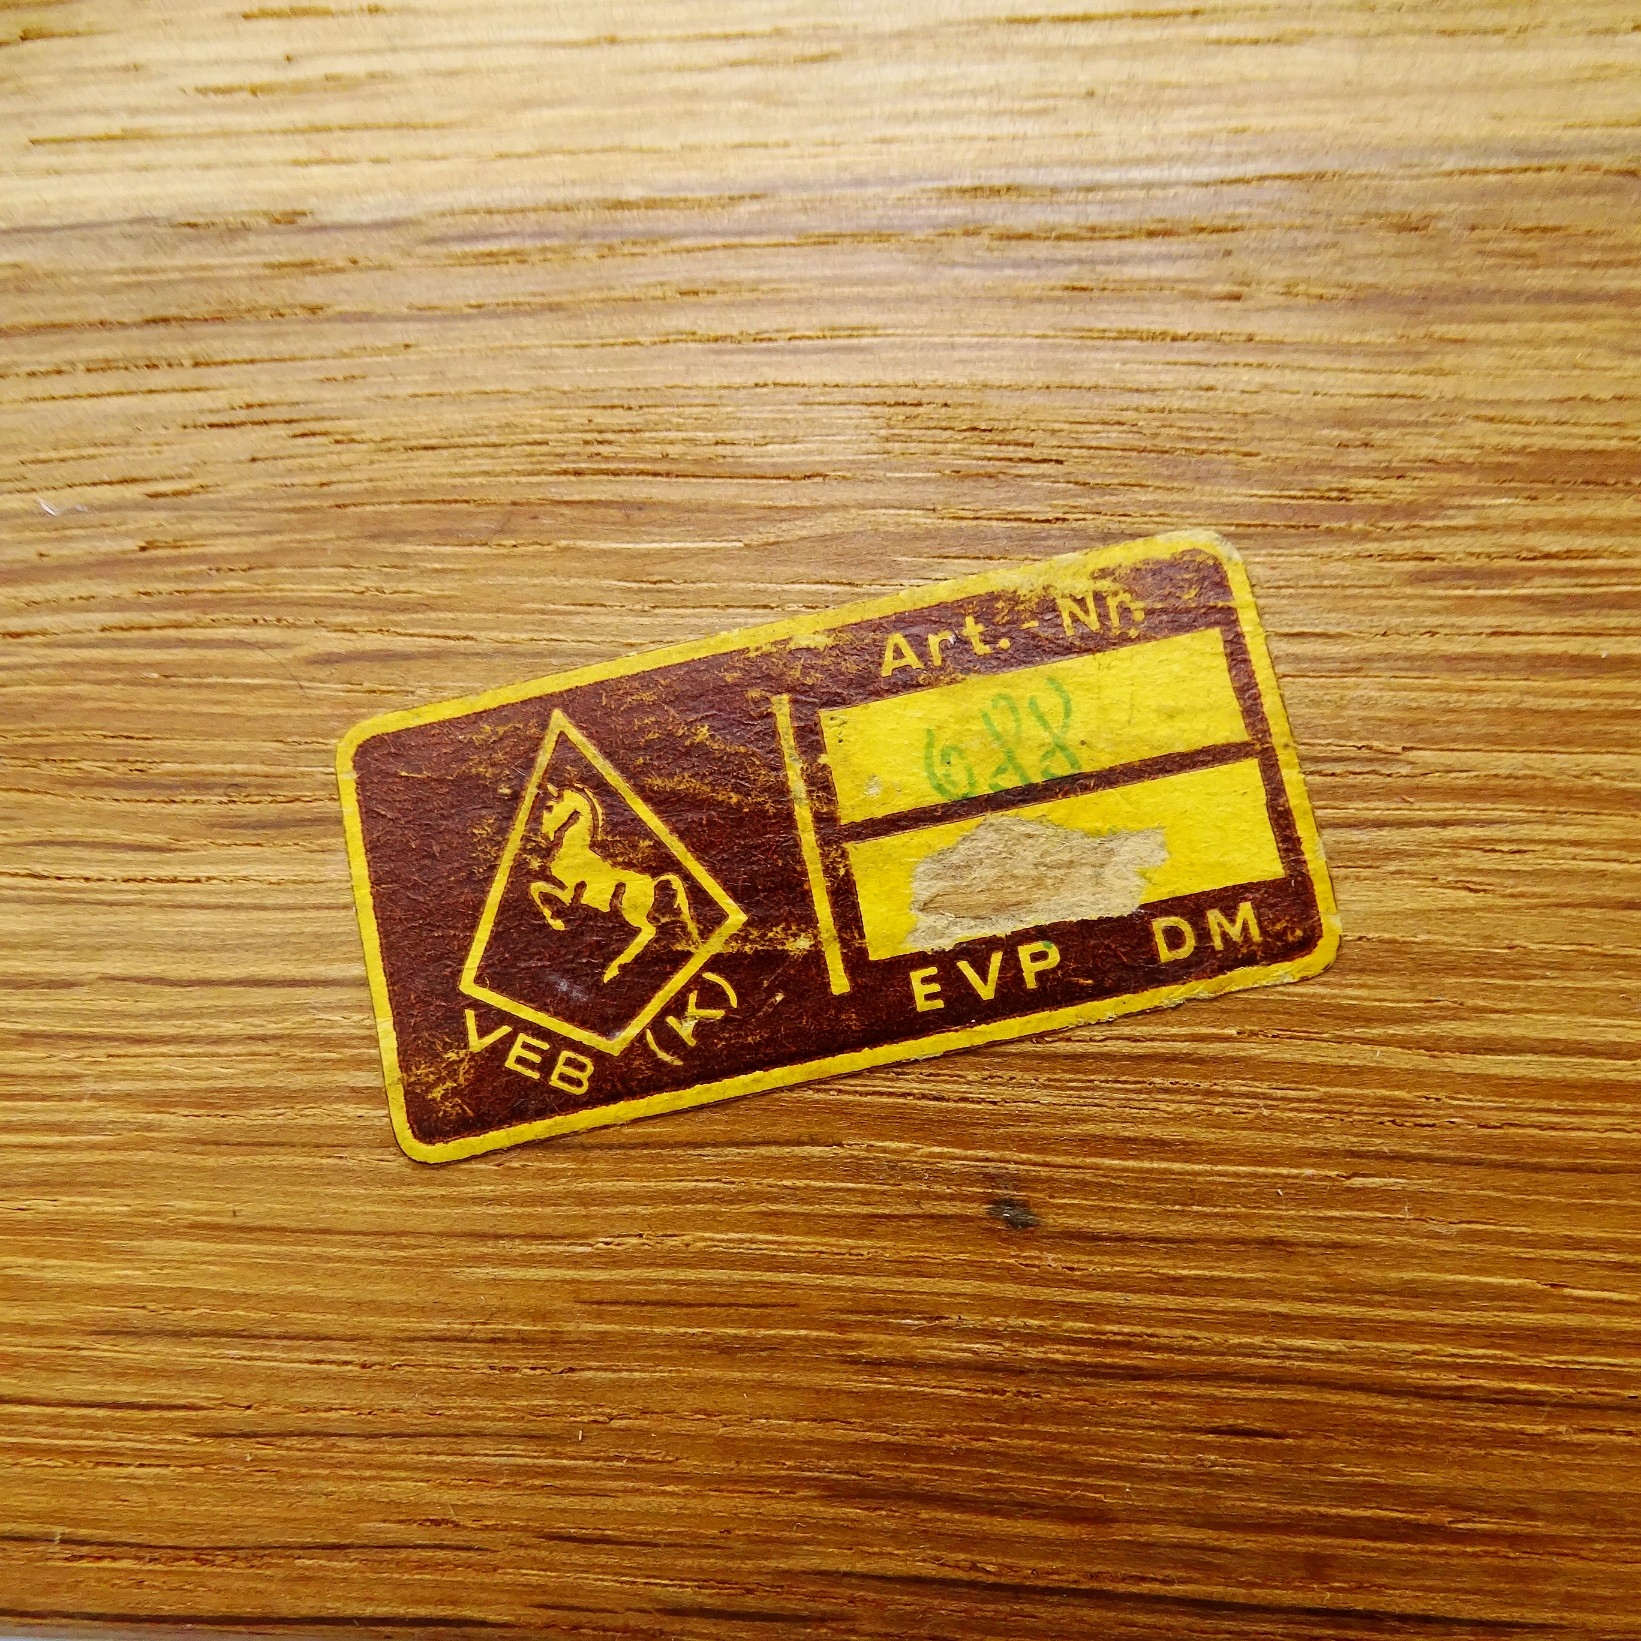 Art.-Nr.
688
EVP DM
VEB (K)